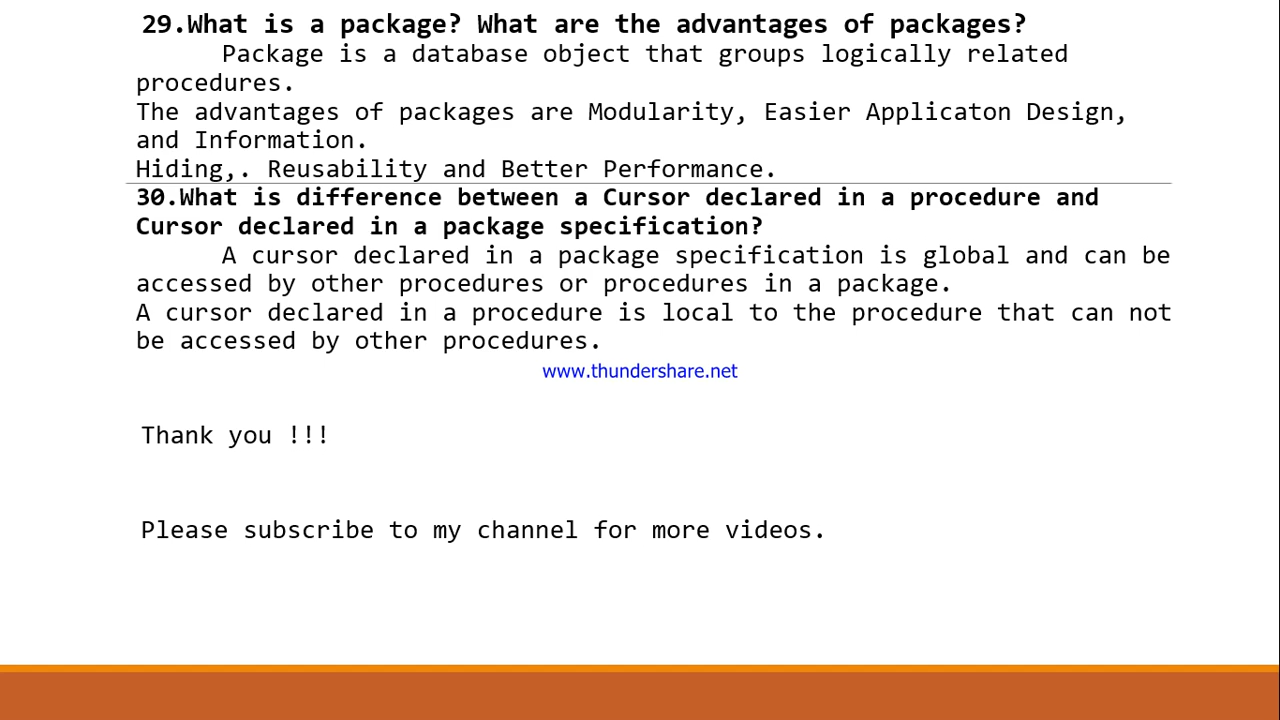 29.What is a package? What are the advantages of packages?
Package is a database object that groups logically related
procedures.
The advantages of packages are Modularity, Easier Applicaton Design,
and Information.
Hiding,. Reusability and Better Performance.
30.What is difference between a Cursor declared in a procedure and
Cursor declared in a package specification?
A cursor declared in a package specification is global and can be
accessed by other procedures or procedures in a package.
A cursor declared in a procedure is local to the procedure that can not
be accessed by other procedures.
www.thundershare.net
Thank you !!!
Please subscribe to my channel for more videos.